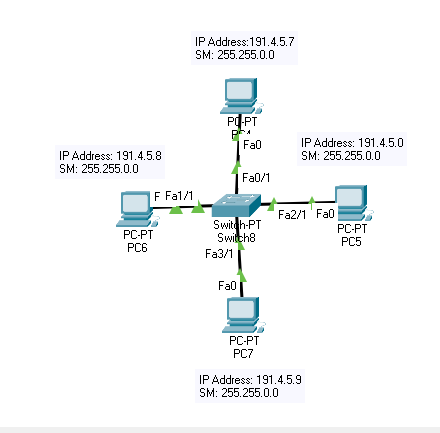 IP Address:191.4.5.7
SM: 255.255.0.0
PC-PT
PC4
Fa0
IP Address: 191.4.5.0
SM: 255.255.0.0
IP Address: 191.4.5.8
SM: 255.255.0.0
Fa0/1
F Fa1/1
Fa2/1 Fa0
PC-PT
PC6
Switch-PT
Switch8
PC-PT
PC5
Fa3/1
Fa0
PC-PT
PC7
IP Address: 191.4.5.9
SM: 255.255.0.0